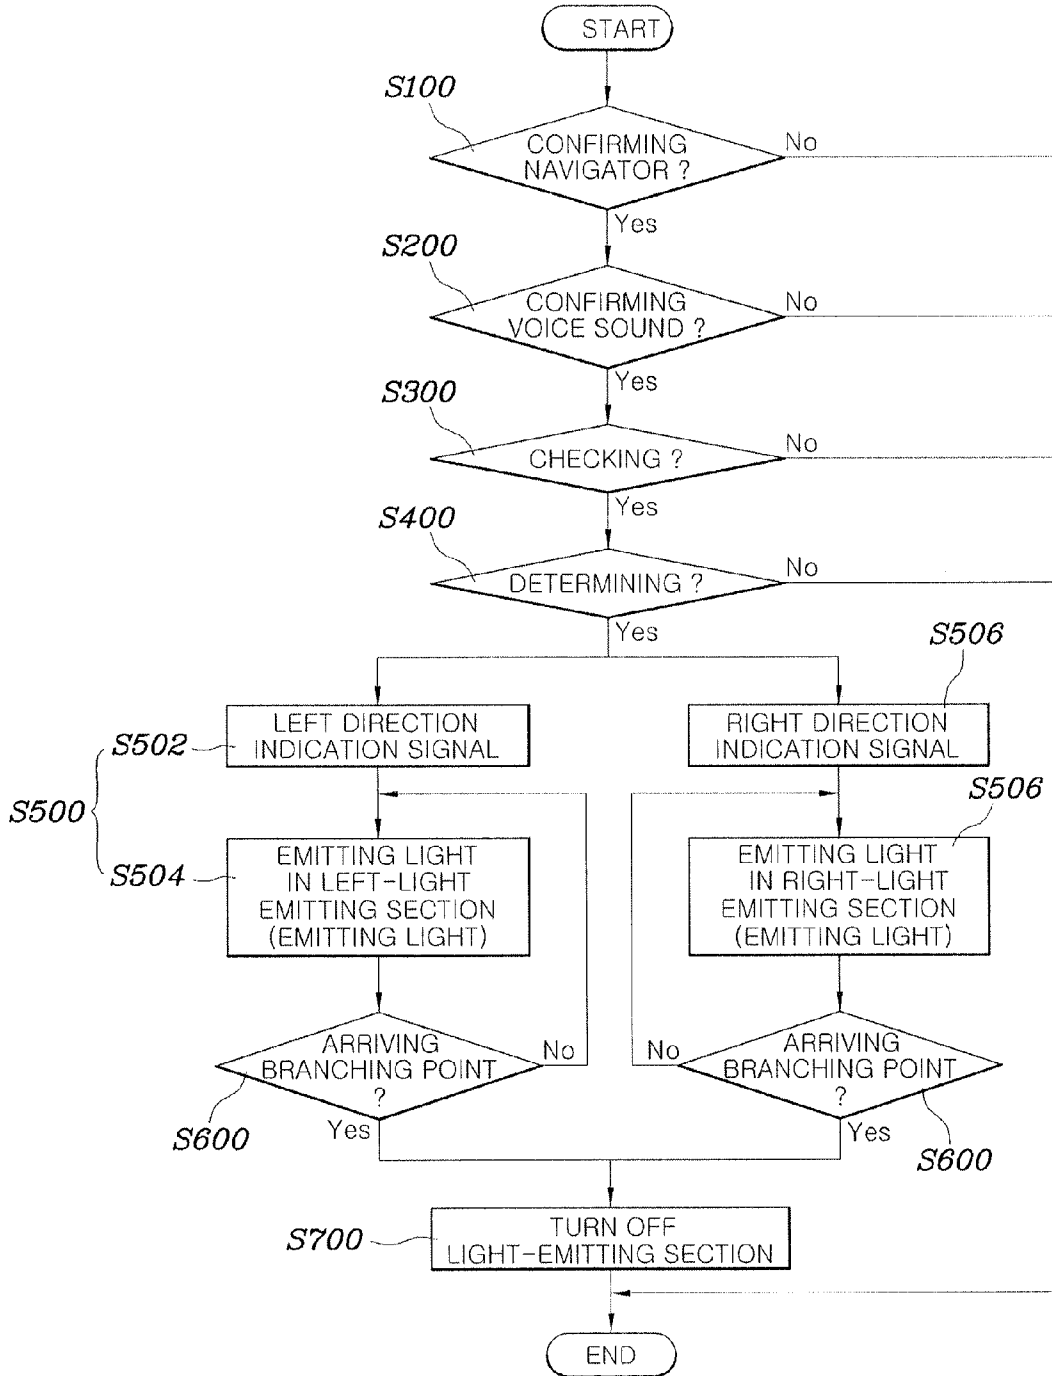 START
S100
CONFIRMING
NAVIGATOR ?
No
Yes
S200
CONFIRMING
VOICE SOUND ?
No
Yes
S300
CHECKING ?
No
Yes
S400
DETERMINING ?
No
Yes
S506
LEFT DIRECTION
INDICATION SIGNAL
RIGHT DIRECTION
INDICATION SIGNAL
S502
S500
S506
S504
EMITTING LIGHT
IN LEFT-LIGHT
EMITTING SECTION
(EMITTING LIGHT)
EMITTING LIGHT
IN RIGHT-LIGHT
EMITTING SECTION
(EMITTING LIGHT)
ARRIVING
BRANCHING POINT
?
No
Yes
S600
No
ARRIVING
BRANCHING POINT
?
Yes
S600
S700
TURN OFF
LIGHT-EMITTING SECTION
END